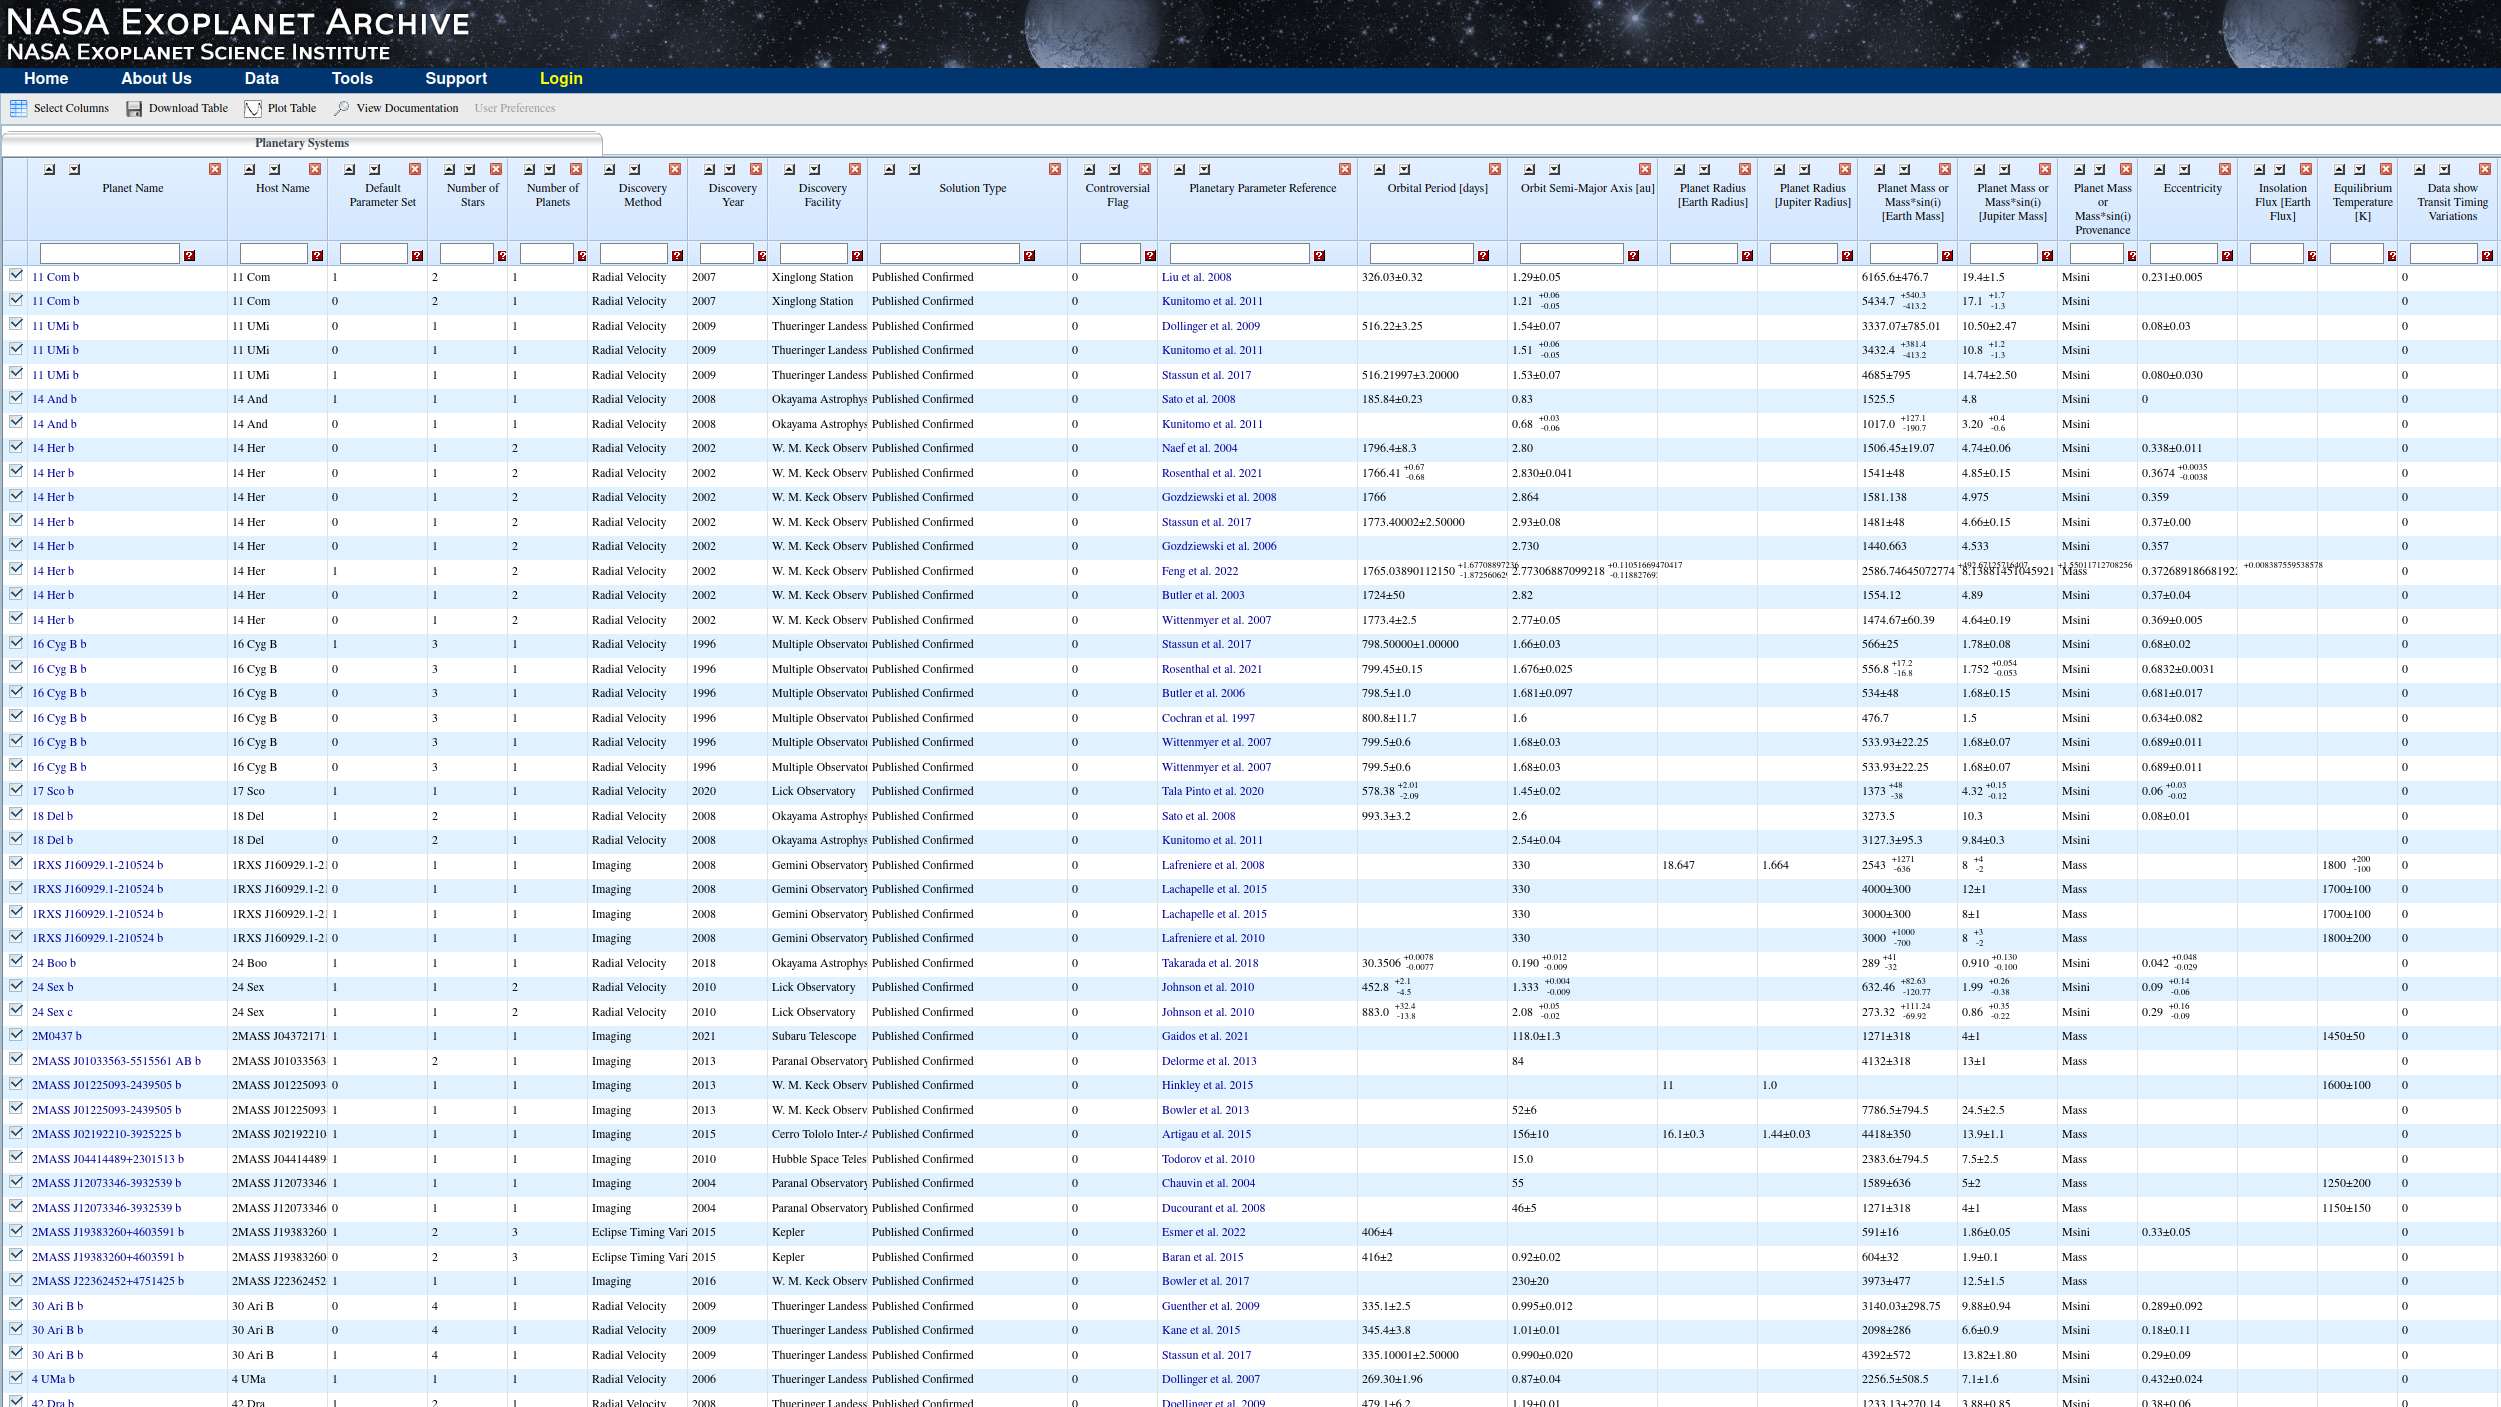 NASA EXOPLANET ARCHIVE
NASA EXOPLANET SCIENCE INSTITUTE
Home About Us Data Tools Support Login
Select Columns Download Table Plot Table View Documentation User Preferences
Planetary Systems
Planet Name Host Name Default Parameter Set Number of Stars Number of Planets Discovery Method Discovery Year Discovery Facility Solution Type Controversial Flag Planetary Parameter Reference Orbital Period [days] Orbit Semi-Major Axis [au] Planet Radius [Earth Radius] Planet Radius [Jupiter Radius] Planet Mass or Mass*sin(i) [Earth Mass] Planet Mass or Mass*sin(i) [Jupiter Mass] Planet Mass or Mass*sin(i) Provenance Eccentricity Insolation Flux [Earth Flux] Equilibrium Temperature [K] Data show Transit Timing Variations
11 Com b 11 Com 1 2 1 Radial Velocity 2007 Xinglong Station Published Confirmed 0 Liu et al. 2008 326.03±0.32 1.29±0.05 6165.6±476.7 19.4±1.5 Msini 0.231±0.005 0
11 Com b 11 Com 0 2 1 Radial Velocity 2007 Xinglong Station Published Confirmed 0 Kunitomo et al. 2011 1.21 +0.06 -0.05 5434.7 +540.3 -413.2 17.1 +1.7 -1.3 Msini 0
11 UMi b 11 UMi 0 1 1 Radial Velocity 2009 Thueringer Landess Published Confirmed 0 Dollinger et al. 2009 516.22±3.25 1.54±0.07 3337.07±785.01 10.50±2.47 Msini 0.08±0.03 0
11 UMi b 11 UMi 0 1 1 Radial Velocity 2009 Thueringer Landess Published Confirmed 0 Kunitomo et al. 2011 1.51 +0.06 -0.05 3432.4 +381.4 -413.2 10.8 +1.2 -1.3 Msini 0
11 UMi b 11 UMi 1 1 1 Radial Velocity 2009 Thueringer Landess Published Confirmed 0 Stassun et al. 2017 516.21997±3.20000 1.53±0.07 4685±795 14.74±2.50 Msini 0.080±0.030 0
14 And b 14 And 1 1 1 Radial Velocity 2008 Okayama Astrophys Published Confirmed 0 Sato et al. 2008 185.84±0.23 0.83 1525.5 4.8 Msini 0 0
14 And b 14 And 0 1 1 Radial Velocity 2008 Okayama Astrophys Published Confirmed 0 Kunitomo et al. 2011 0.68 +0.03 -0.06 1017.0 +127.1 -190.7 3.20 +0.4 -0.6 Msini 0
14 Her b 14 Her 0 1 2 Radial Velocity 2002 W. M. Keck Observ Published Confirmed 0 Naef et al. 2004 1796.4±8.3 2.80 1506.45±19.07 4.74±0.06 Msini 0.338±0.011 0
14 Her b 14 Her 0 1 2 Radial Velocity 2002 W. M. Keck Observ Published Confirmed 0 Rosenthal et al. 2021 1766.41 +0.67 -0.68 2.830±0.041 1541±48 4.85±0.15 Msini 0.3674 +0.0035 -0.0038 0
14 Her b 14 Her 0 1 2 Radial Velocity 2002 W. M. Keck Observ Published Confirmed 0 Gozdziewski et al. 2008 1766 2.864 1581.138 4.975 Msini 0.359 0
14 Her b 14 Her 0 1 2 Radial Velocity 2002 W. M. Keck Observ Published Confirmed 0 Stassun et al. 2017 1773.40002±2.50000 2.93±0.08 1481±48 4.66±0.15 Msini 0.37±0.00 0
14 Her b 14 Her 0 1 2 Radial Velocity 2002 W. M. Keck Observ Published Confirmed 0 Gozdziewski et al. 2006 2.730 1440.663 4.533 Msini 0.357 0
14 Her b 14 Her 1 1 2 Radial Velocity 2002 W. M. Keck Observ Published Confirmed 0 Feng et al. 2022 1765.03890112150 2.77306887099218 +0.11051669470417 2586.74645072774 8.13881451045921 Mass +0.008387559538578 0
14 Her b 14 Her 0 1 2 Radial Velocity 2002 W. M. Keck Observ Published Confirmed 0 Butler et al. 2003 1724±50 2.82 1554.12 4.89 Msini 0.37±0.04 0
14 Her b 14 Her 0 1 2 Radial Velocity 2002 W. M. Keck Observ Published Confirmed 0 Wittenmyer et al. 2007 1773.4±2.5 2.77±0.05 1474.67±60.39 4.64±0.19 Msini 0.369±0.005 0
16 Cyg B b 16 Cyg B 1 3 1 Radial Velocity 1996 Multiple Observator Published Confirmed 0 Stassun et al. 2017 798.50000±1.00000 1.66±0.03 566±25 1.78±0.08 Msini 0.68±0.02 0
16 Cyg B b 16 Cyg B 0 3 1 Radial Velocity 1996 Multiple Observator Published Confirmed 0 Rosenthal et al. 2021 799.45±0.15 1.676±0.025 556.8 +17.2 -16.8 1.752 +0.054 -0.053 Msini 0.6832±0.0031 0
16 Cyg B b 16 Cyg B 0 3 1 Radial Velocity 1996 Multiple Observator Published Confirmed 0 Butler et al. 2006 798.5±1.0 1.681±0.097 534±48 1.68±0.15 Msini 0.681±0.017 0
16 Cyg B b 16 Cyg B 0 3 1 Radial Velocity 1996 Multiple Observator Published Confirmed 0 Cochran et al. 1997 800.8±11.7 1.6 476.7 1.5 Msini 0.634±0.082 0
16 Cyg B b 16 Cyg B 0 3 1 Radial Velocity 1996 Multiple Observator Published Confirmed 0 Wittenmyer et al. 2007 799.5±0.6 1.68±0.03 533.93±22.25 1.68±0.07 Msini 0.689±0.011 0
16 Cyg B b 16 Cyg B 0 3 1 Radial Velocity 1996 Multiple Observator Published Confirmed 0 Wittenmyer et al. 2007 799.5±0.6 1.68±0.03 533.93±22.25 1.68±0.07 Msini 0.689±0.011 0
17 Sco b 17 Sco 1 1 1 Radial Velocity 2020 Lick Observatory Published Confirmed 0 Tala Pinto et al. 2020 578.38 +2.01 -2.09 1.45±0.02 1373 +48 -38 4.32 +0.15 -0.12 Msini 0.06 +0.03 -0.02 0
18 Del b 18 Del 1 2 1 Radial Velocity 2008 Okayama Astrophys Published Confirmed 0 Sato et al. 2008 993.3±3.2 2.6 3273.5 10.3 Msini 0.08±0.01 0
18 Del b 18 Del 0 2 1 Radial Velocity 2008 Okayama Astrophys Published Confirmed 0 Kunitomo et al. 2011 2.54±0.04 3127.3±95.3 9.84±0.3 Msini 0
1RXS J160929.1-210524 b 1RXS J160929.1-21 0 1 1 Imaging 2008 Gemini Observatory Published Confirmed 0 Lafreniere et al. 2008 330 18.647 1.664 2543 +1271 -636 8 +4 -2 Mass 1800 +200 -100 0
1RXS J160929.1-210524 b 1RXS J160929.1-21 0 1 1 Imaging 2008 Gemini Observatory Published Confirmed 0 Lachapelle et al. 2015 330 4000±300 12±1 Mass 1700±100 0
1RXS J160929.1-210524 b 1RXS J160929.1-21 1 1 1 Imaging 2008 Gemini Observatory Published Confirmed 0 Lachapelle et al. 2015 330 3000±300 8±1 Mass 1700±100 0
1RXS J160929.1-210524 b 1RXS J160929.1-21 0 1 1 Imaging 2008 Gemini Observatory Published Confirmed 0 Lafreniere et al. 2010 330 3000 +1000 -700 8 +3 -2 Mass 1800±200 0
24 Boo b 24 Boo 1 1 1 Radial Velocity 2018 Okayama Astrophys Published Confirmed 0 Takarada et al. 2018 30.3506 +0.0078 -0.0077 0.190 +0.012 -0.009 289 +41 -32 0.910 +0.130 -0.100 Msini 0.042 +0.048 -0.029 0
24 Sex b 24 Sex 1 1 2 Radial Velocity 2010 Lick Observatory Published Confirmed 0 Johnson et al. 2010 452.8 +2.1 -4.5 1.333 +0.004 -0.009 632.46 +82.63 -120.77 1.99 +0.26 -0.38 Msini 0.09 +0.14 -0.06 0
24 Sex c 24 Sex 1 1 2 Radial Velocity 2010 Lick Observatory Published Confirmed 0 Johnson et al. 2010 883.0 +32.4 -13.8 2.08 +0.05 -0.02 273.32 +111.24 -69.92 0.86 +0.35 -0.22 Msini 0.29 +0.16 -0.09 0
2M0437 b 2MASS J04372171 1 1 1 Imaging 2021 Subaru Telescope Published Confirmed 0 Gaidos et al. 2021 118.0±1.3 1271±318 4±1 Mass 1450±50 0
2MASS J01033563-5515561 AB b 2MASS J01033563- 1 2 1 Imaging 2013 Paranal Observatory Published Confirmed 0 Delorme et al. 2013 84 4132±318 13±1 Mass 0
2MASS J01225093-2439505 b 2MASS J01225093- 0 1 1 Imaging 2013 W. M. Keck Observ Published Confirmed 0 Hinkley et al. 2015 11 1.0 1600±100 0
2MASS J01225093-2439505 b 2MASS J01225093- 1 1 1 Imaging 2013 W. M. Keck Observ Published Confirmed 0 Bowler et al. 2013 52±6 7786.5±794.5 24.5±2.5 Mass 0
2MASS J02192210-3925225 b 2MASS J02192210- 1 1 1 Imaging 2015 Cerro Tololo Inter-A Published Confirmed 0 Artigau et al. 2015 156±10 16.1±0.3 1.44±0.03 4418±350 13.9±1.1 Mass 0
2MASS J04414489+2301513 b 2MASS J04414489- 1 1 1 Imaging 2010 Hubble Space Teles Published Confirmed 0 Todorov et al. 2010 15.0 2383.6±794.5 7.5±2.5 Mass 0
2MASS J12073346-3932539 b 2MASS J12073346- 1 1 1 Imaging 2004 Paranal Observatory Published Confirmed 0 Chauvin et al. 2004 55 1589±636 5±2 Mass 1250±200 0
2MASS J12073346-3932539 b 2MASS J12073346- 0 1 1 Imaging 2004 Paranal Observatory Published Confirmed 0 Ducourant et al. 2008 46±5 1271±318 4±1 Mass 1150±150 0
2MASS J19383260+4603591 b 2MASS J19383260 1 2 3 Eclipse Timing Vari 2015 Kepler Published Confirmed 0 Esmer et al. 2022 406±4 591±16 1.86±0.05 Msini 0.33±0.05 0
2MASS J19383260+4603591 b 2MASS J19383260 0 2 3 Eclipse Timing Vari 2015 Kepler Published Confirmed 0 Baran et al. 2015 416±2 0.92±0.02 604±32 1.9±0.1 Mass 0
2MASS J22362452+4751425 b 2MASS J22362452 1 1 1 Imaging 2016 W. M. Keck Observ Published Confirmed 0 Bowler et al. 2017 230±20 3973±477 12.5±1.5 Mass 0
30 Ari B b 30 Ari B 0 4 1 Radial Velocity 2009 Thueringer Landess Published Confirmed 0 Guenther et al. 2009 335.1±2.5 0.995±0.012 3140.03±298.75 9.88±0.94 Msini 0.289±0.092 0
30 Ari B b 30 Ari B 0 4 1 Radial Velocity 2009 Thueringer Landess Published Confirmed 0 Kane et al. 2015 345.4±3.8 1.01±0.01 2098±286 6.6±0.9 Msini 0.18±0.11 0
30 Ari B b 30 Ari B 1 4 1 Radial Velocity 2009 Thueringer Landess Published Confirmed 0 Stassun et al. 2017 335.10001±2.50000 0.990±0.020 4392±572 13.82±1.80 Msini 0.29±0.09 0
4 UMa b 4 UMa 1 1 1 Radial Velocity 2006 Thueringer Landess Published Confirmed 0 Dollinger et al. 2007 269.30±1.96 0.87±0.04 2256.5±508.5 7.1±1.6 Msini 0.432±0.024 0
42 Dra b 42 Dra 1 2 1 Radial Velocity 2008 Thueringer Landess Published Confirmed 0 Doellinger et al. 2009 479.1±6.2 1.19±0.01 1233.13±270.14 3.88±0.85 Msini 0.38±0.06 0